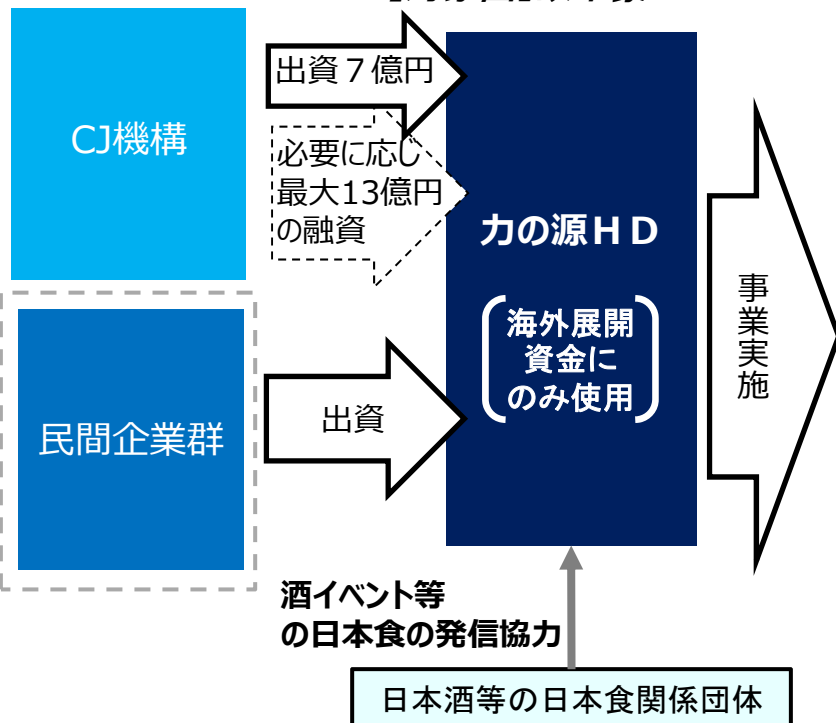 CJ機構
出資７億円
必要に応じ
最大13億円
の融資
力の源ＨＤ
海外展開
資金に
のみ使用
事業実施
民間企業群
出資
酒イベント等
の日本食の発信協力
日本酒等の日本食関係団体